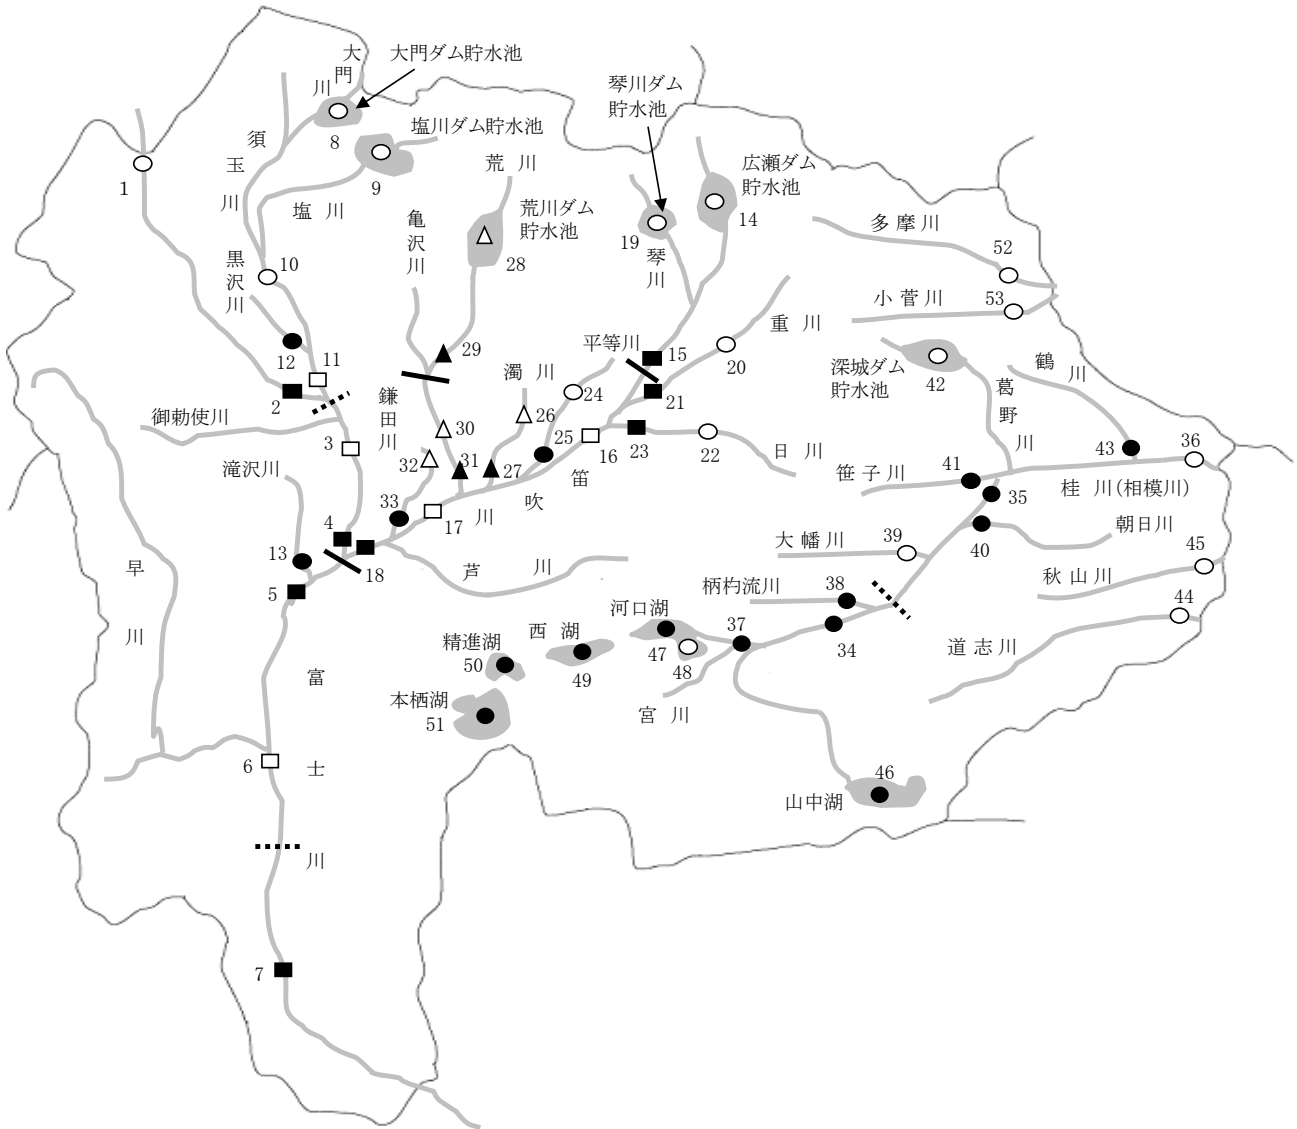 大門川
大門ダム貯水池
8
須玉川
塩川ダム貯水池
9
塩川
1
荒川
荒川ダム
貯水池
28
亀沢川
琴川ダム
貯水池
19
琴川
広瀬ダム
貯水池
14
多摩川
52
小菅川
53
黒沢川
10
12
11
2
御勅使川
3
鎌田川
29
30
31
32
33
濁川
26
27
24
25
平等川
15
21
重川
20
16
23
22
日川
笛
吹
川
17
深城ダム
貯水池
42
葛野川
鶴川
43
36
笹子川
41
35
桂川(相模川)
朝日川
40
大幡川
39
45
秋山川
44
道志川
滝沢川
13
4
18
5
芦川
早川
柄杓流川
38
34
37
河口湖
47
48
西湖
49
精進湖
50
本栖湖
51
宮川
46
山中湖
富
士
川
6
7